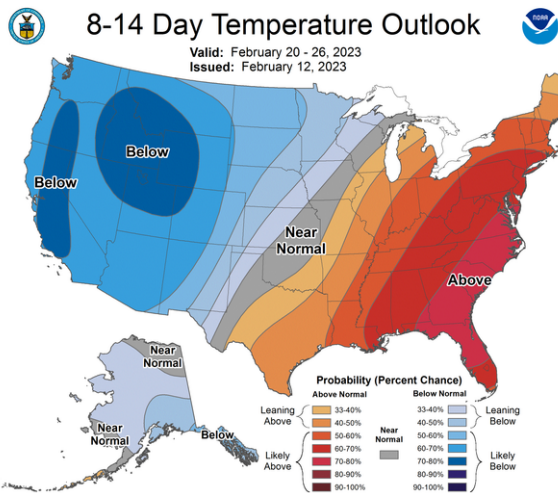 8-14 Day Temperature Outlook
Valid: February 20 - 26, 2023
Issued: February 12, 2023
NOAA
Below
Below
Near
Normal
Above
Near
Normal
Near
Normal
Below
Probability (Percent Chance)
Above Normal
Below Normal
Leaning
Above
33-40%
40-50%
Likely
Above
50-60%
60-70%
70-80%
80-90%
90-100%
Near
Normal
33-40%
40-50%
Leaning
Below
50-60%
60-70%
70-80%
80-90%
90-100%
Likely
Below